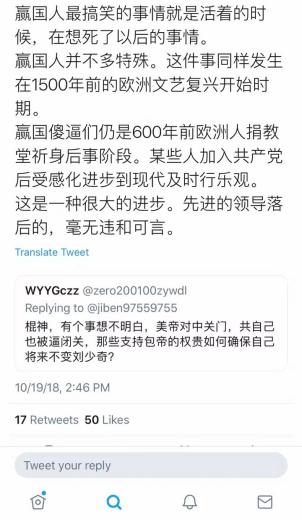 赢国人最搞笑的事情就是活着的时
候，在想死了以后的事情。
赢国人并不多特殊。这件事同样发生
在1500年前的欧洲文艺复兴开始时
期。
赢国傻逼们仍是600年前欧洲人捐教
堂祈身后事阶段。某些人加入共产党
后受感化进步到现代及时行乐观。
这是一种很大的进步。先进的领导落
后的，毫无违和可言。
Translate Tweet
WYYGczz @zero200100zywdl
Replying to @jiben97559755
棍神，有个事想不明白，美帝对中关门，共自己
也被逼闭关，那些支持包帝的权贵如何确保自己
将来不变刘少奇？
10/19/18, 2:46 PM
17 Retweets 50 Likes
Tweet your reply